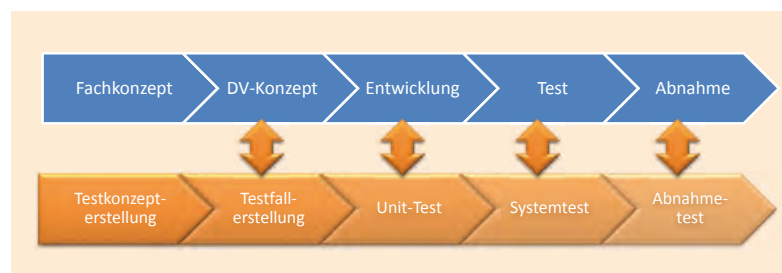 Fachkonzept
DV-Konzept
Entwicklung
Test
Abnahme
Testkonzept-
erstellung
Testfall-
erstellung
Unit-Test
Systemtest
Abnahme-
test